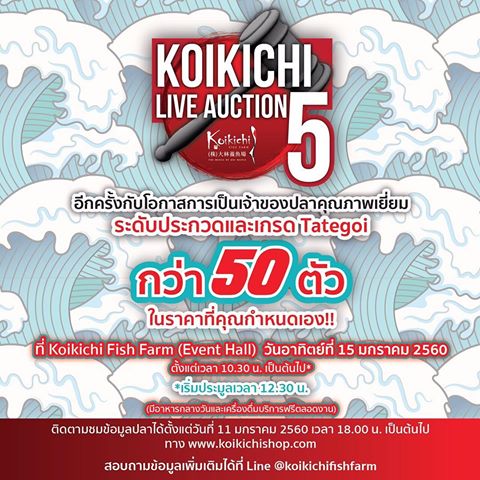 KOIKICHI
LIVE AUCTION 5
Koikichi
FISH FARM
(株)大林養魚場
อีกครั้งกับโอกาสการเป็นเจ้าของปลาคุณภาพเยี่ยม
ระดับประกวดและเกรด Tategoi
กว่า 50 ตัว
ในราคาที่คุณกำหนดเอง!!
ที่ Koikichi Fish Farm (Event Hall) วันอาทิตย์ที่ 15 มกราคม 2560
ตั้งแต่เวลา 10.30 น. เป็นต้นไป*
*เริ่มประมูลเวลา 12.30 น.
(มีอาหารกลางวันและเครื่องดื่มบริการฟรีตลอดงาน)
ติดตามชมข้อมูลปลาได้ตั้งแต่วันที่ 11 มกราคม 2560 เวลา 18.00 น. เป็นต้นไป
ทาง www.koikichishop.com
สอบถามข้อมูลเพิ่มเติมได้ที่ Line @koikichifishfarm